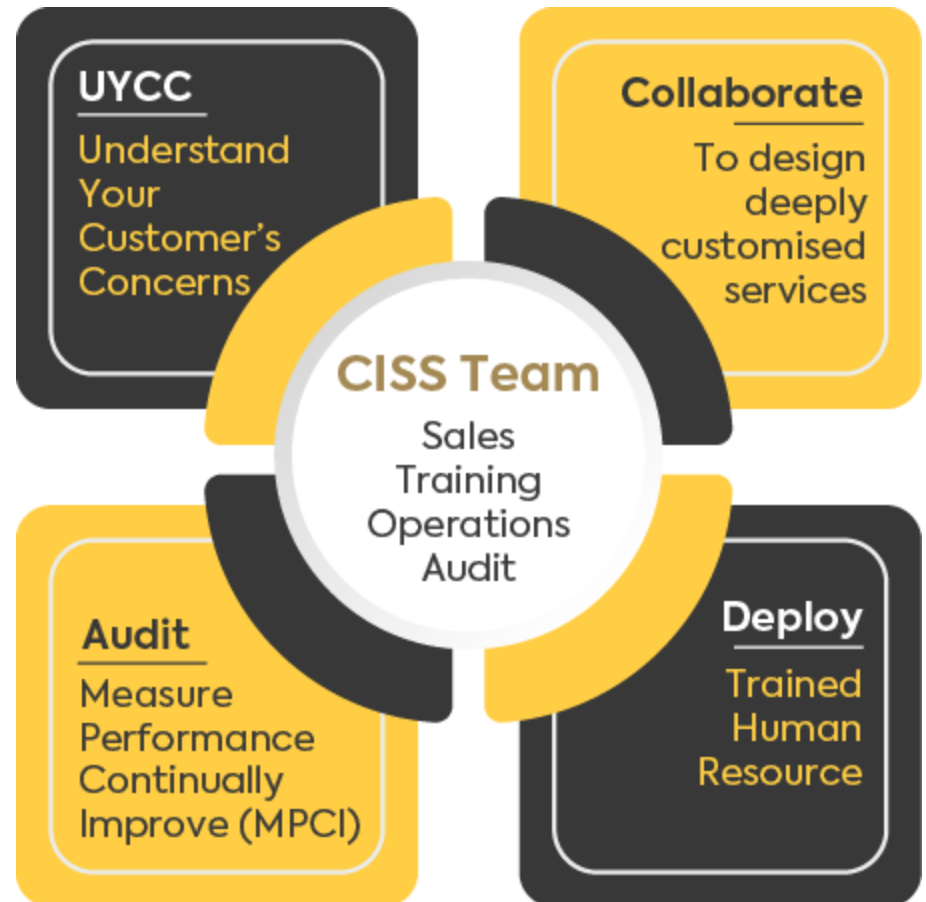 UYCC
Understand
Your
Customer's
Concerns
Collaborate
To design
deeply
customised
services
CISS Team
Sales
Training
Operations
Audit
Audit
Measure
Performance
Continually
Improve (MPCI)
Deploy
Trained
Human
Resource